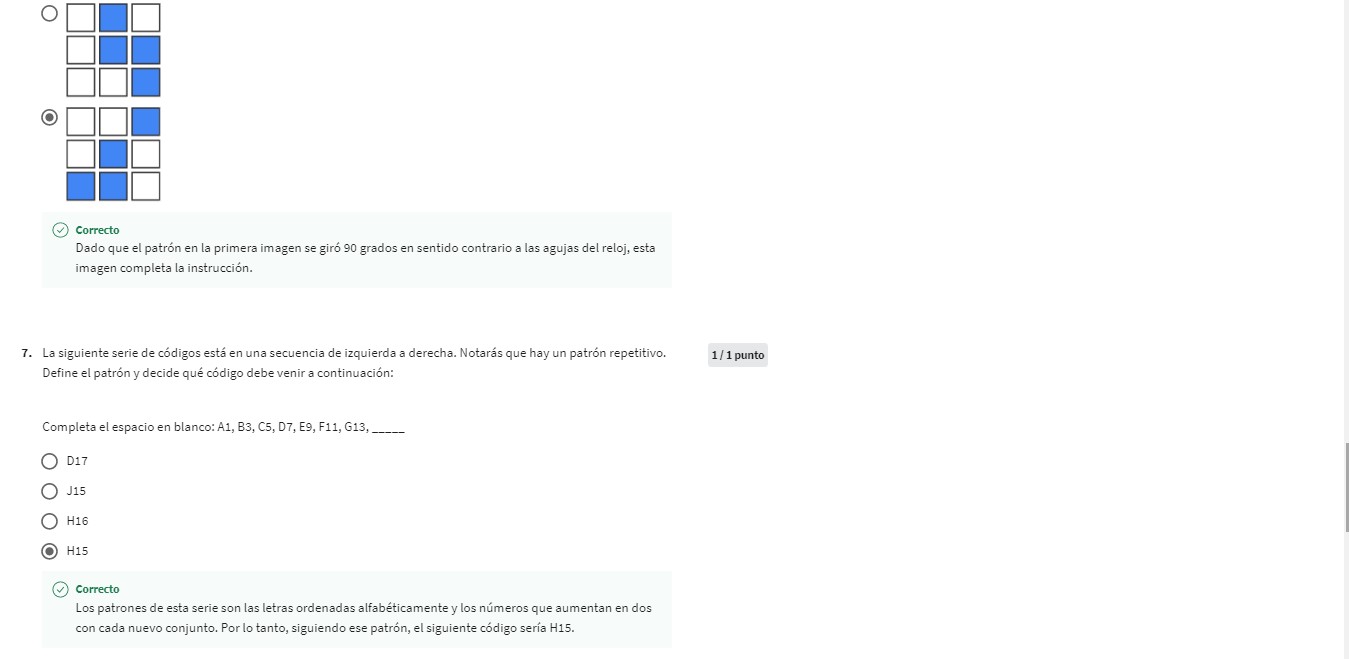 Correcto
Dado que el patrón en la primera imagen se giró 90 grados en sentido contrario a las agujas del reloj, esta
imagen completa la instrucción.
7. La siguiente serie de códigos está en una secuencia de izquierda a derecha. Notarás que hay un patrón repetitivo.
Define el patrón y decide qué código debe venir a continuación:
1 / 1 punto
Completa el espacio en blanco: A1, B3, C5, D7, E9, F11, G13, _____
D17
J15
H16
H15
Correcto
Los patrones de esta serie son las letras ordenadas alfabéticamente y los números que aumentan en dos
con cada nuevo conjunto. Por lo tanto, siguiendo ese patrón, el siguiente código sería H15.